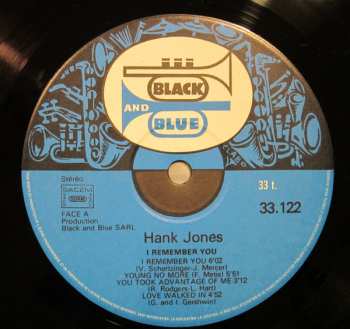 BLACK
AND
BLUE
Stéréo
SACEM
33 t.
33.122
FACE A
Production
Black and Blue SARL
Hank Jones
I REMEMBER YOU
I REMEMBER YOU 6'02
(V. Schertzinger-J. Mercer)
YOUNG NO MORE (F. Metis) 5'51
YOU TOOK ADVANTAGE OF ME 3'12
(R. Rodgers-L. Hart)
LOVE WALKED IN 4'52
(G. and I. Gershwin)